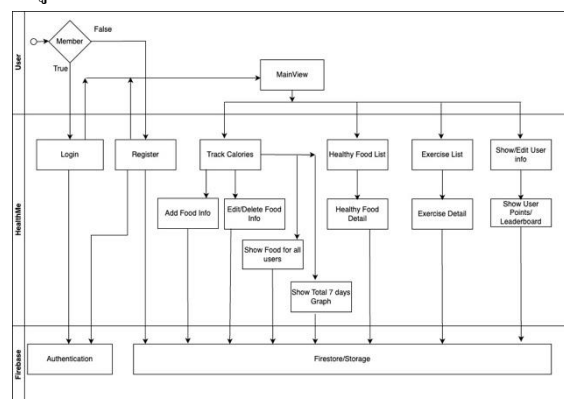 False
Member
User
True
MainView
Login
Register
Track Calories
Healthy Food List
Exercise List
Show/Edit User
info
HealthMe
Add Food Info
Edit/Delete Food
Info
Healthy Food
Detail
Exercise Detail
Show User
Points/
Leaderboard
Show Food for all
users
Show Total 7 days
Graph
Firebase
Authentication
Firestore/Storage